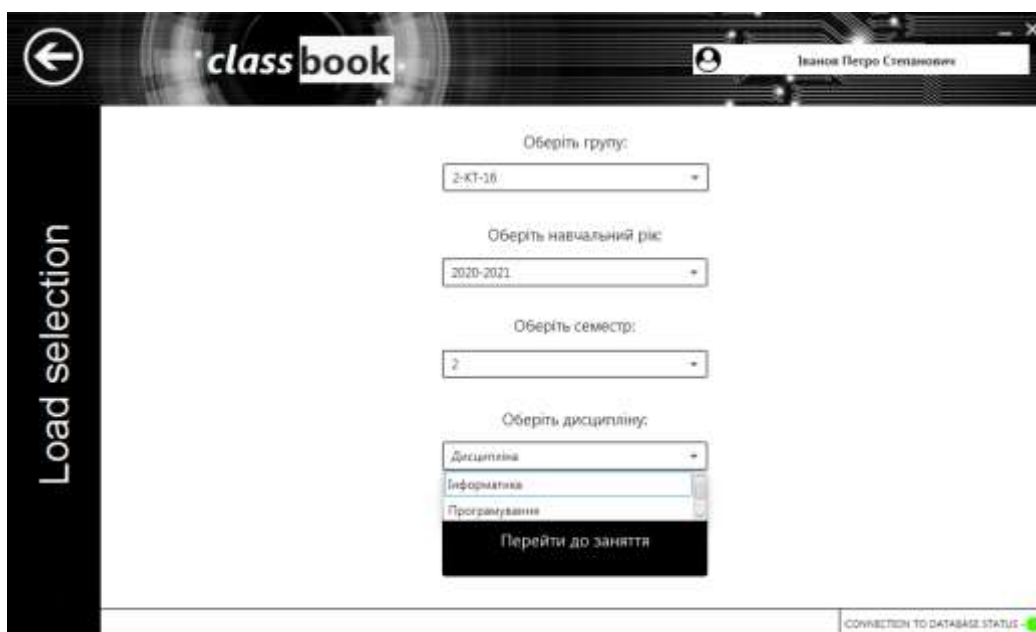 class book
Іванов Петро Степанович
Load selection
Оберіть групу:
2-КТ-16
Оберіть навчальний рік:
2020-2021
Оберіть семестр:
2
Оберіть дисципліну:
Дисципліна
Інформатика
Програмування
Перейти до заняття
CONNECTION TO DATABASE STATUS -